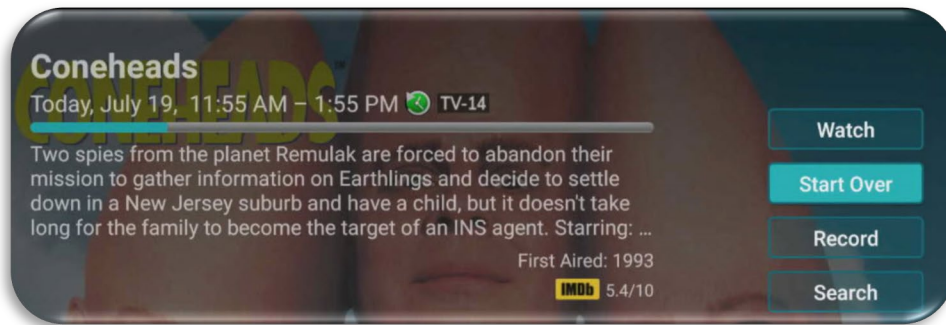 CONEHEADS
Coneheads
Today, July 19, 11:55 AM – 1:55 PM TV-14
Two spies from the planet Remulak are forced to abandon their
mission to gather information on Earthlings and decide to settle
down in a New Jersey suburb and have a child, but it doesn't take
long for the family to become the target of an INS agent. Starring: ...
First Aired: 1993
IMDb 5.4/10
Watch
Start Over
Record
Search